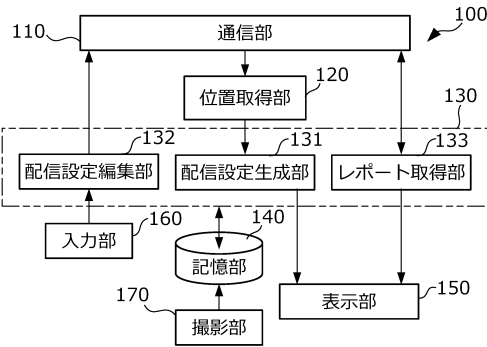 100
110
通信部
120
位置取得部
130
132
131
133
配信設定編集部
配信設定生成部
レポート取得部
160
140
入力部
記憶部
170
150
表示部
撮影部